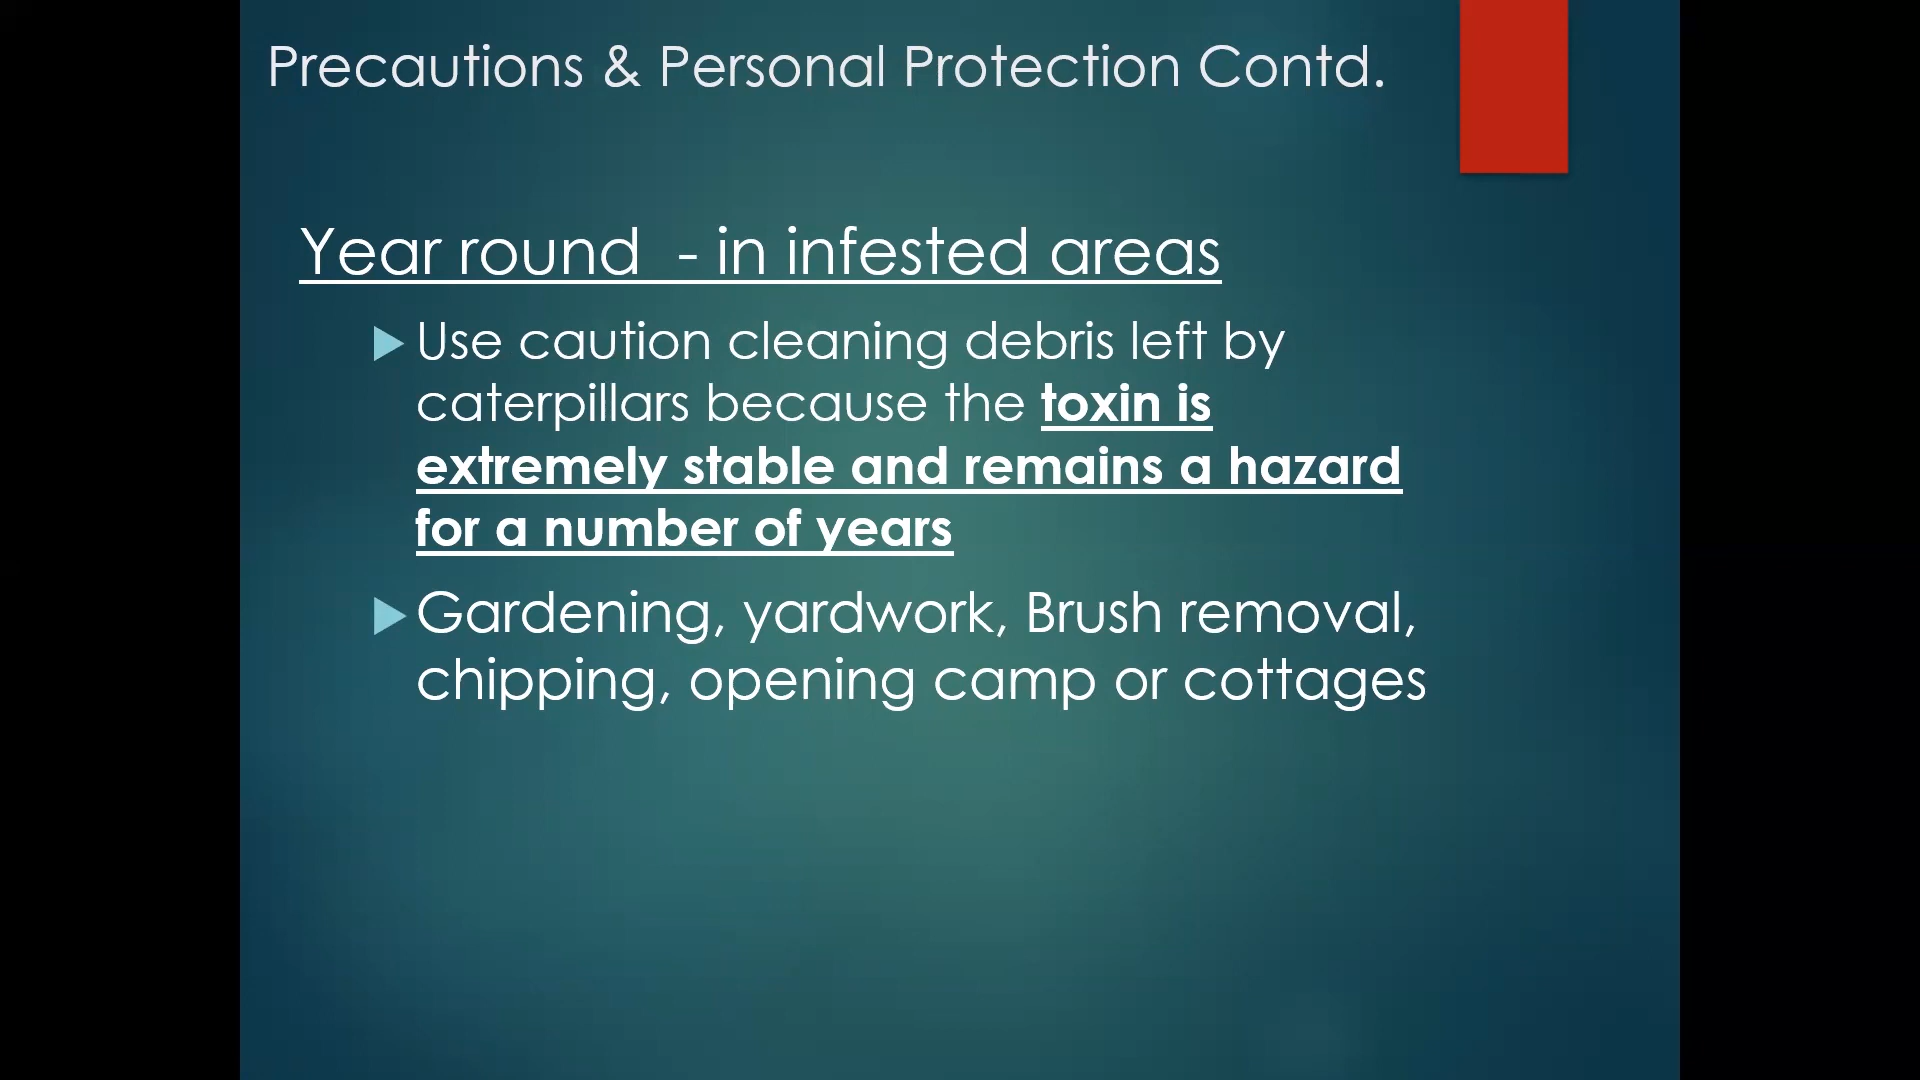 Precautions & Personal Protection Contd.
Year round  - in infested areas
Use caution cleaning debris left by
caterpillars because the toxin is
extremely stable and remains a hazard
for a number of years
Gardening, yardwork, Brush removal,
chipping, opening camp or cottages